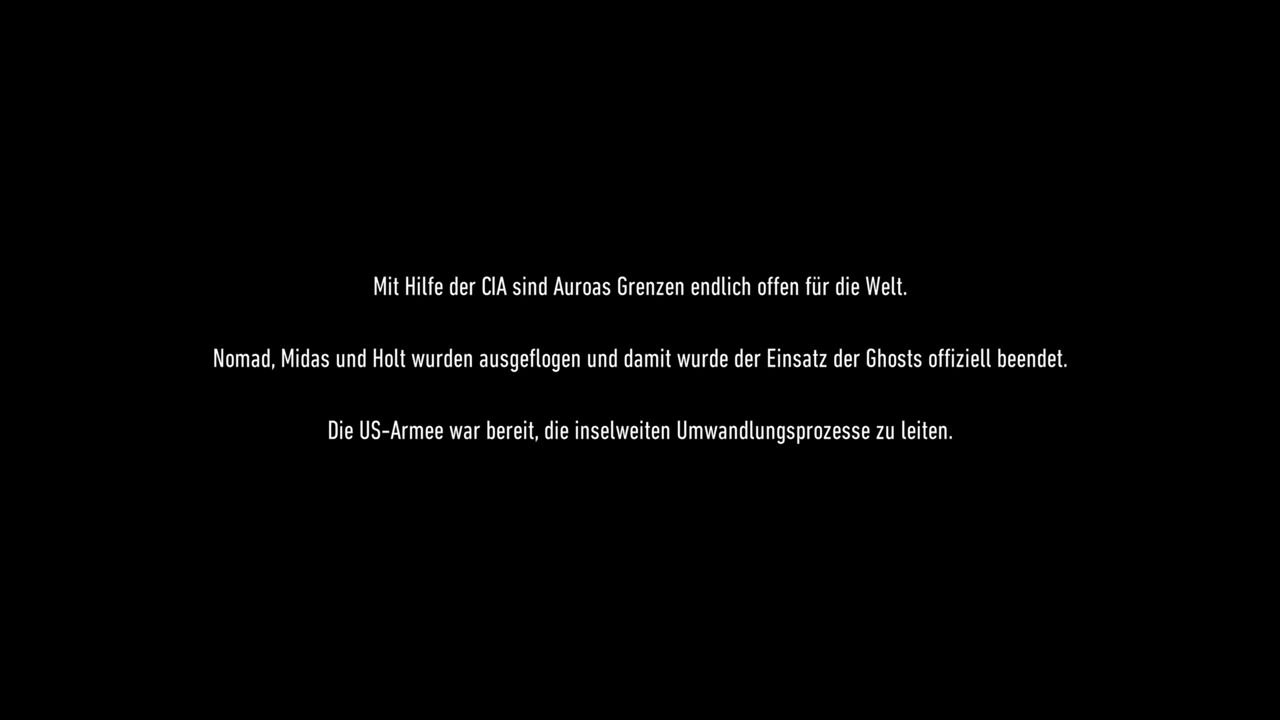 Mit Hilfe der CIA sind Auroas Grenzen endlich offen für die Welt.
Nomad, Midas und Holt wurden ausgeflogen und damit wurde der Einsatz der Ghosts offiziell beendet.
Die US-Armee war bereit, die inselweiten Umwandlungsprozesse zu leiten.